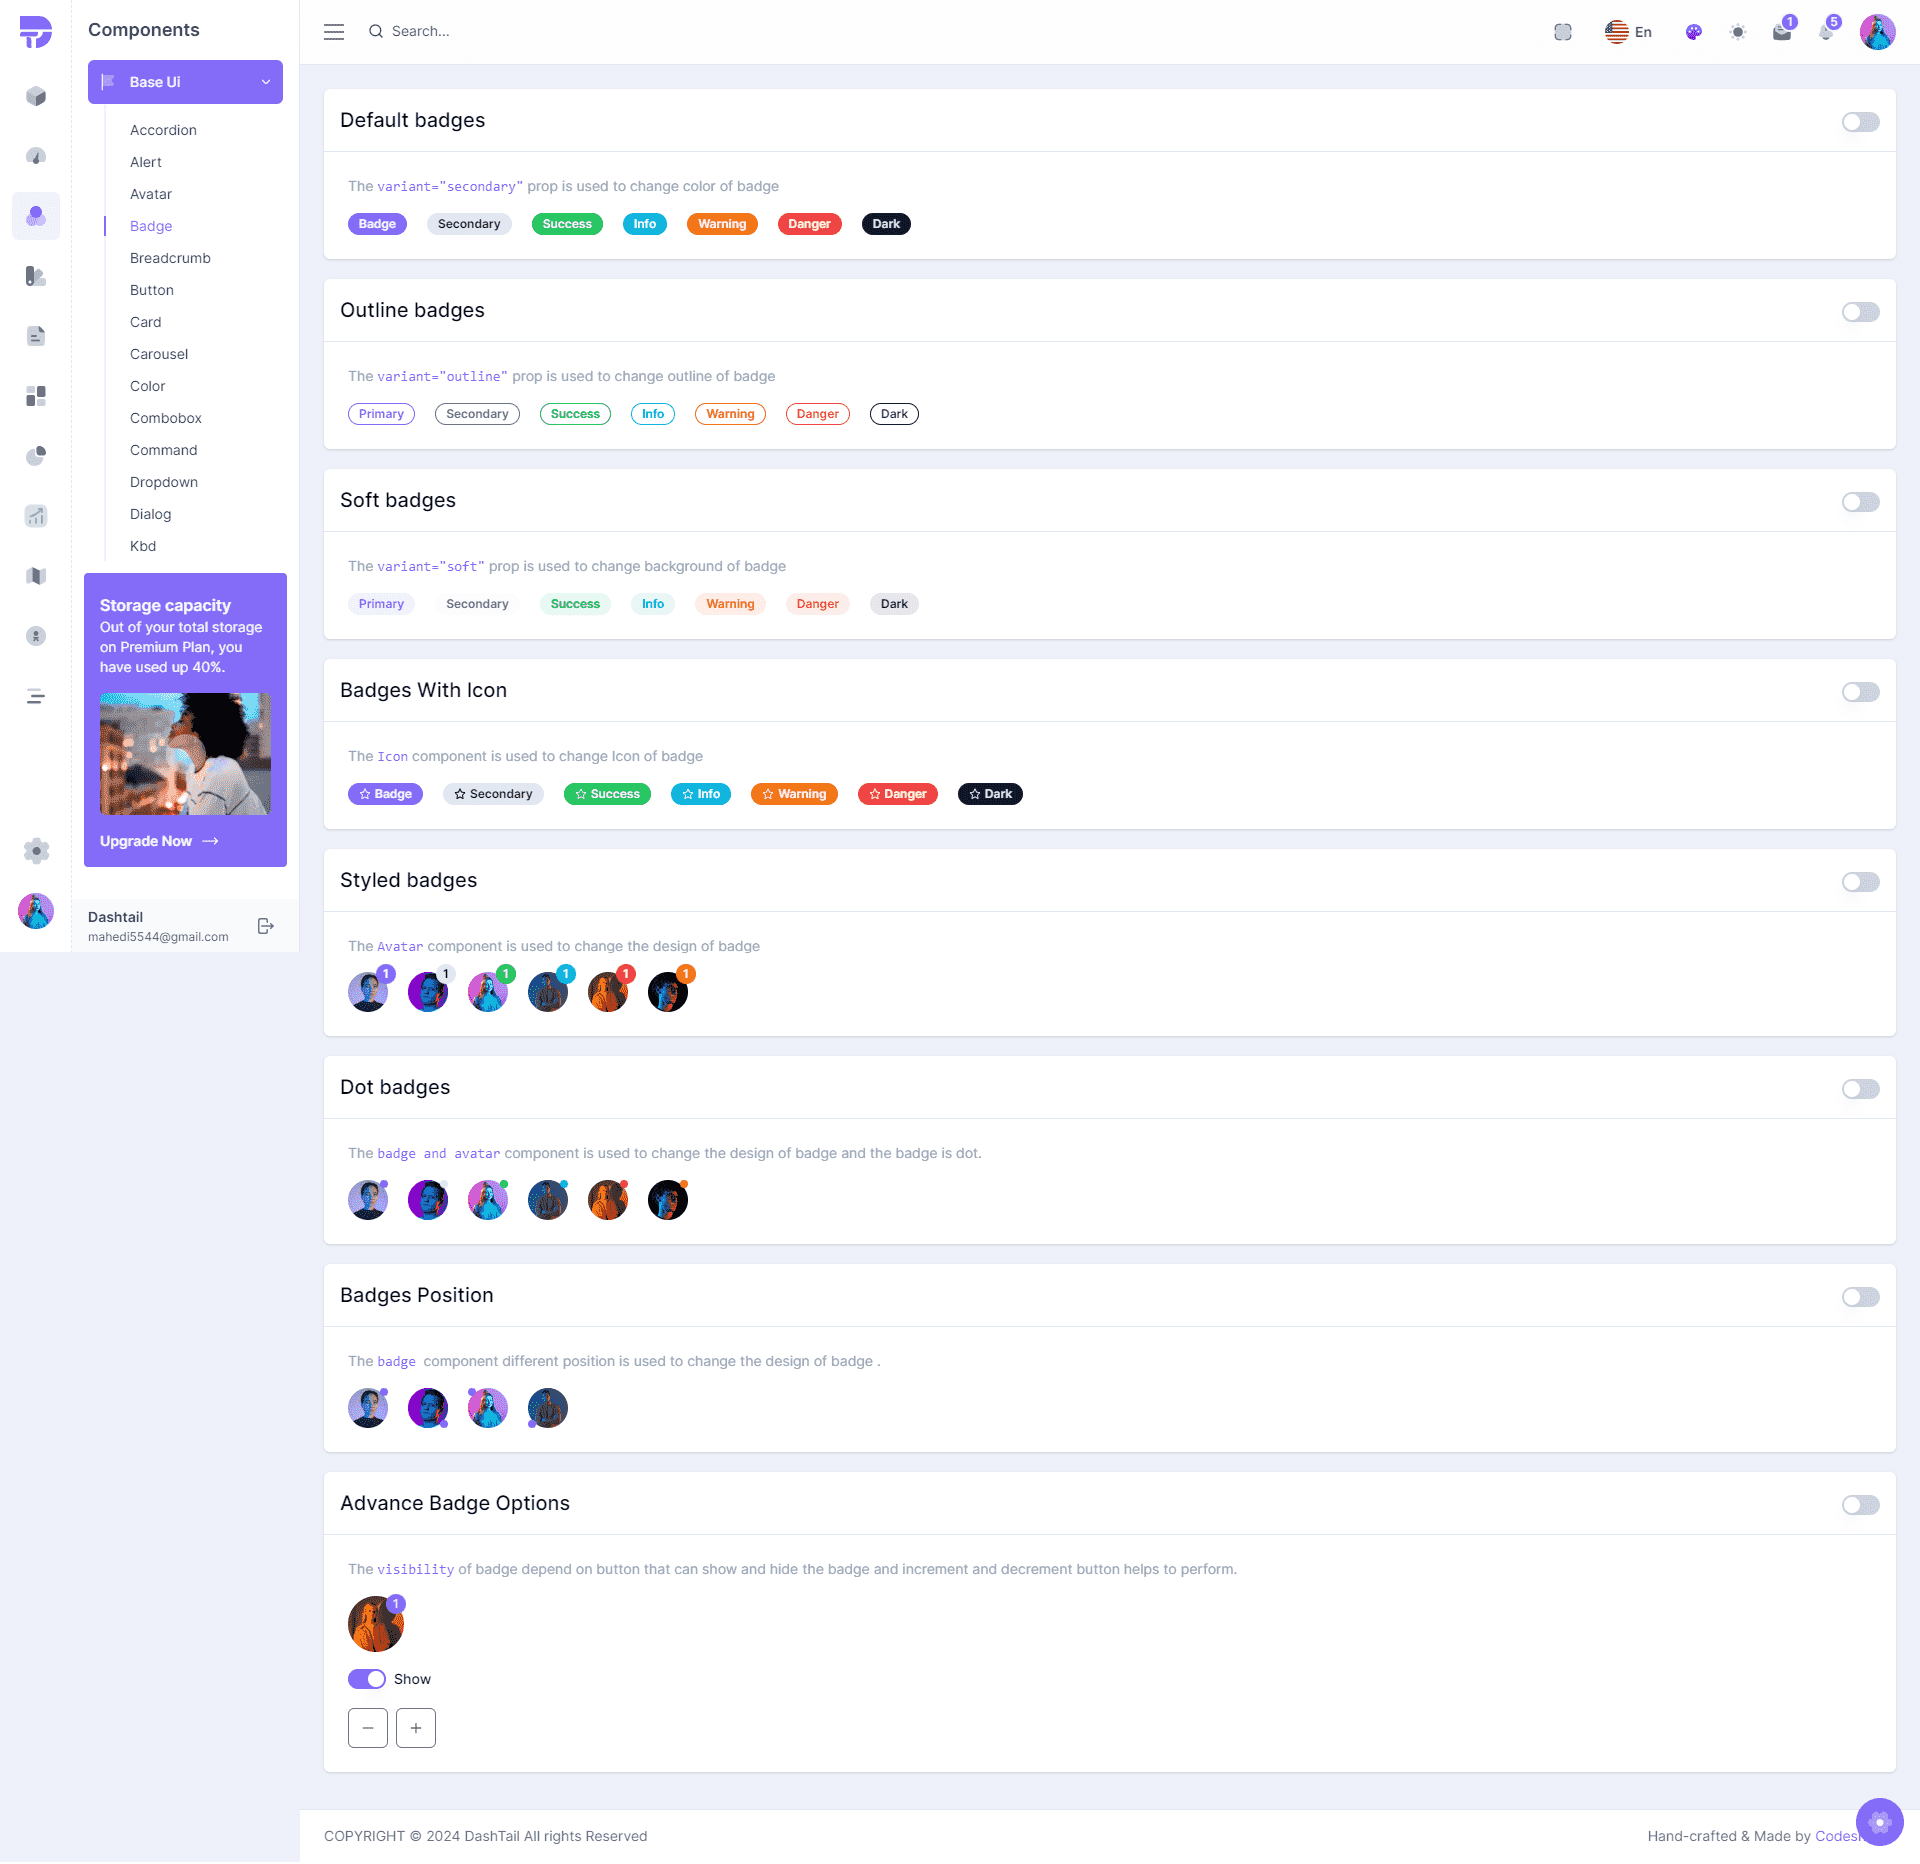 Components
Base Ui
Accordion
Alert
Avatar
Badge
Breadcrumb
Button
Card
Carousel
Color
Combobox
Command
Dropdown
Dialog
Kbd
Storage capacity
Out of your total storage
on Premium Plan, you
have used up 40%.
Upgrade Now
Dashtail
mahedi5544@gmail.com
Search...
En
1
5
Default badges
The variant="secondary" prop is used to change color of badge
Badge Secondary Success Info Warning Danger Dark
Outline badges
The variant="outline" prop is used to change outline of badge
Primary Secondary Success Info Warning Danger Dark
Soft badges
The variant="soft" prop is used to change background of badge
Primary Secondary Success Info Warning Danger Dark
Badges With Icon
The Icon component is used to change Icon of badge
Badge Secondary Success Info Warning Danger Dark
Styled badges
The Avatar component is used to change the design of badge
1 1 1 1 1 1
Dot badges
The badge and avatar component is used to change the design of badge and the badge is dot.
Badges Position
The badge component different position is used to change the design of badge .
Advance Badge Options
The visibility of badge depend on button that can show and hide the badge and increment and decrement button helps to perform.
1
Show
COPYRIGHT © 2024 DashTail All rights Reserved
Hand-crafted & Made by